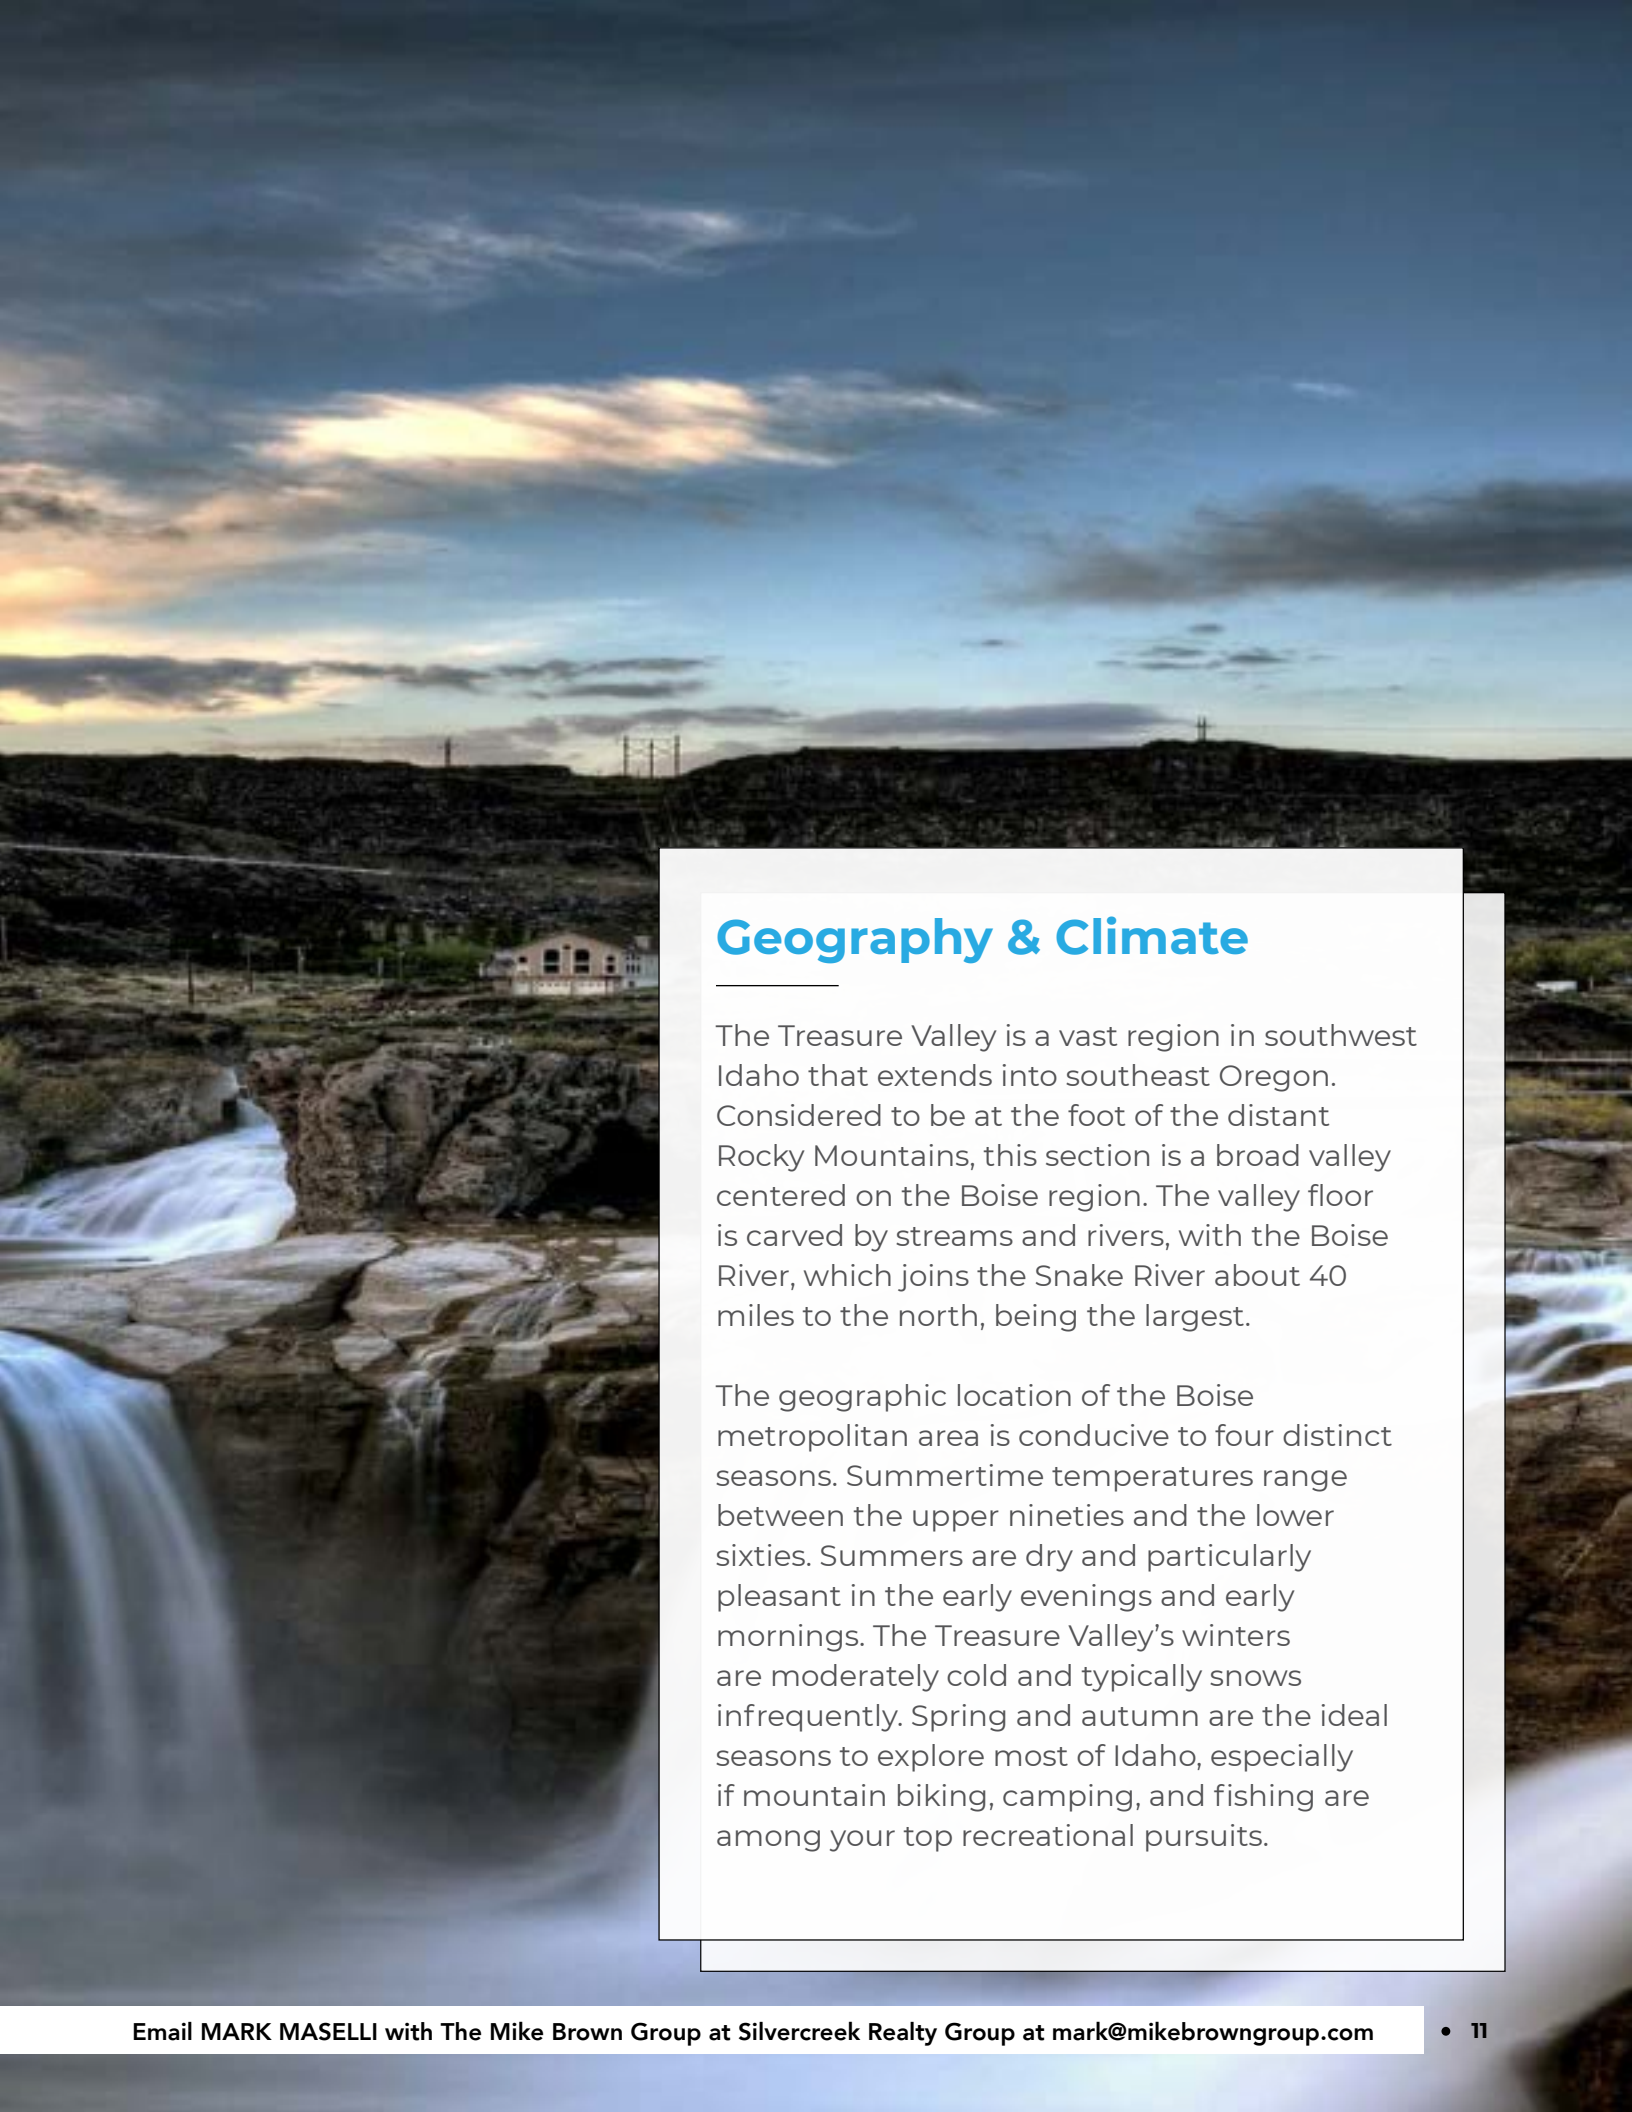 Geography & Climate
The Treasure Valley is a vast region in southwest
Idaho that extends into southeast Oregon.
Considered to be at the foot of the distant
Rocky Mountains, this section is a broad valley
centered on the Boise region. The valley floor
is carved by streams and rivers, with the Boise
River, which joins the Snake River about 40
miles to the north, being the largest.
The geographic location of the Boise
metropolitan area is conducive to four distinct
seasons. Summertime temperatures range
between the upper nineties and the lower
sixties. Summers are dry and particularly
pleasant in the early evenings and early
mornings. The Treasure Valley’s winters
are moderately cold and typically snows
infrequently. Spring and autumn are the ideal
seasons to explore most of Idaho, especially
if mountain biking, camping, and fishing are
among your top recreational pursuits.
Email MARK MASELLI with The Mike Brown Group at Silvercreek Realty Group at mark@mikebrowngroup.com • 11